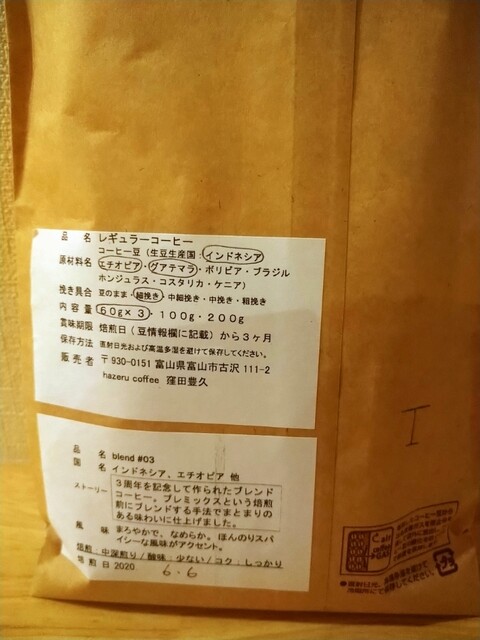 品 名 レギュラーコーヒー
コーヒー豆 (生豆生産国:インドネシア
原材料名 エチオピア・グアテマラ・ボリビア・ブラジル
ホンジュラス・コスタリカ・ケニア)
挽き具合 豆のまま・細挽き・中細挽き・中挽き・粗挽き
内容量 60g×3・100g・200g
賞味期限 焙煎日(豆情報欄に記載)から3ヶ月
保存方法 直射日光および高温多湿を避けて保存してください。
販売者 〒930-0151 富山県富山市古沢 111-2
hazeru coffee 窪田豊久
品 名 blend #03
国 名 インドネシア、エチオピア 他
ストーリー 3周年を記念して作られたブレンド
コーヒー。プレミックスという焙煎
前にブレンドする手法でまとまりの
ある味わいに仕上げました。
風 味 まろやかで、なめらか。ほんのりスパ
イシーな風味がアクセント。
焙煎:中深煎り/酸味:少ない/コク:しっかり
焙煎日 2020 6.9
I